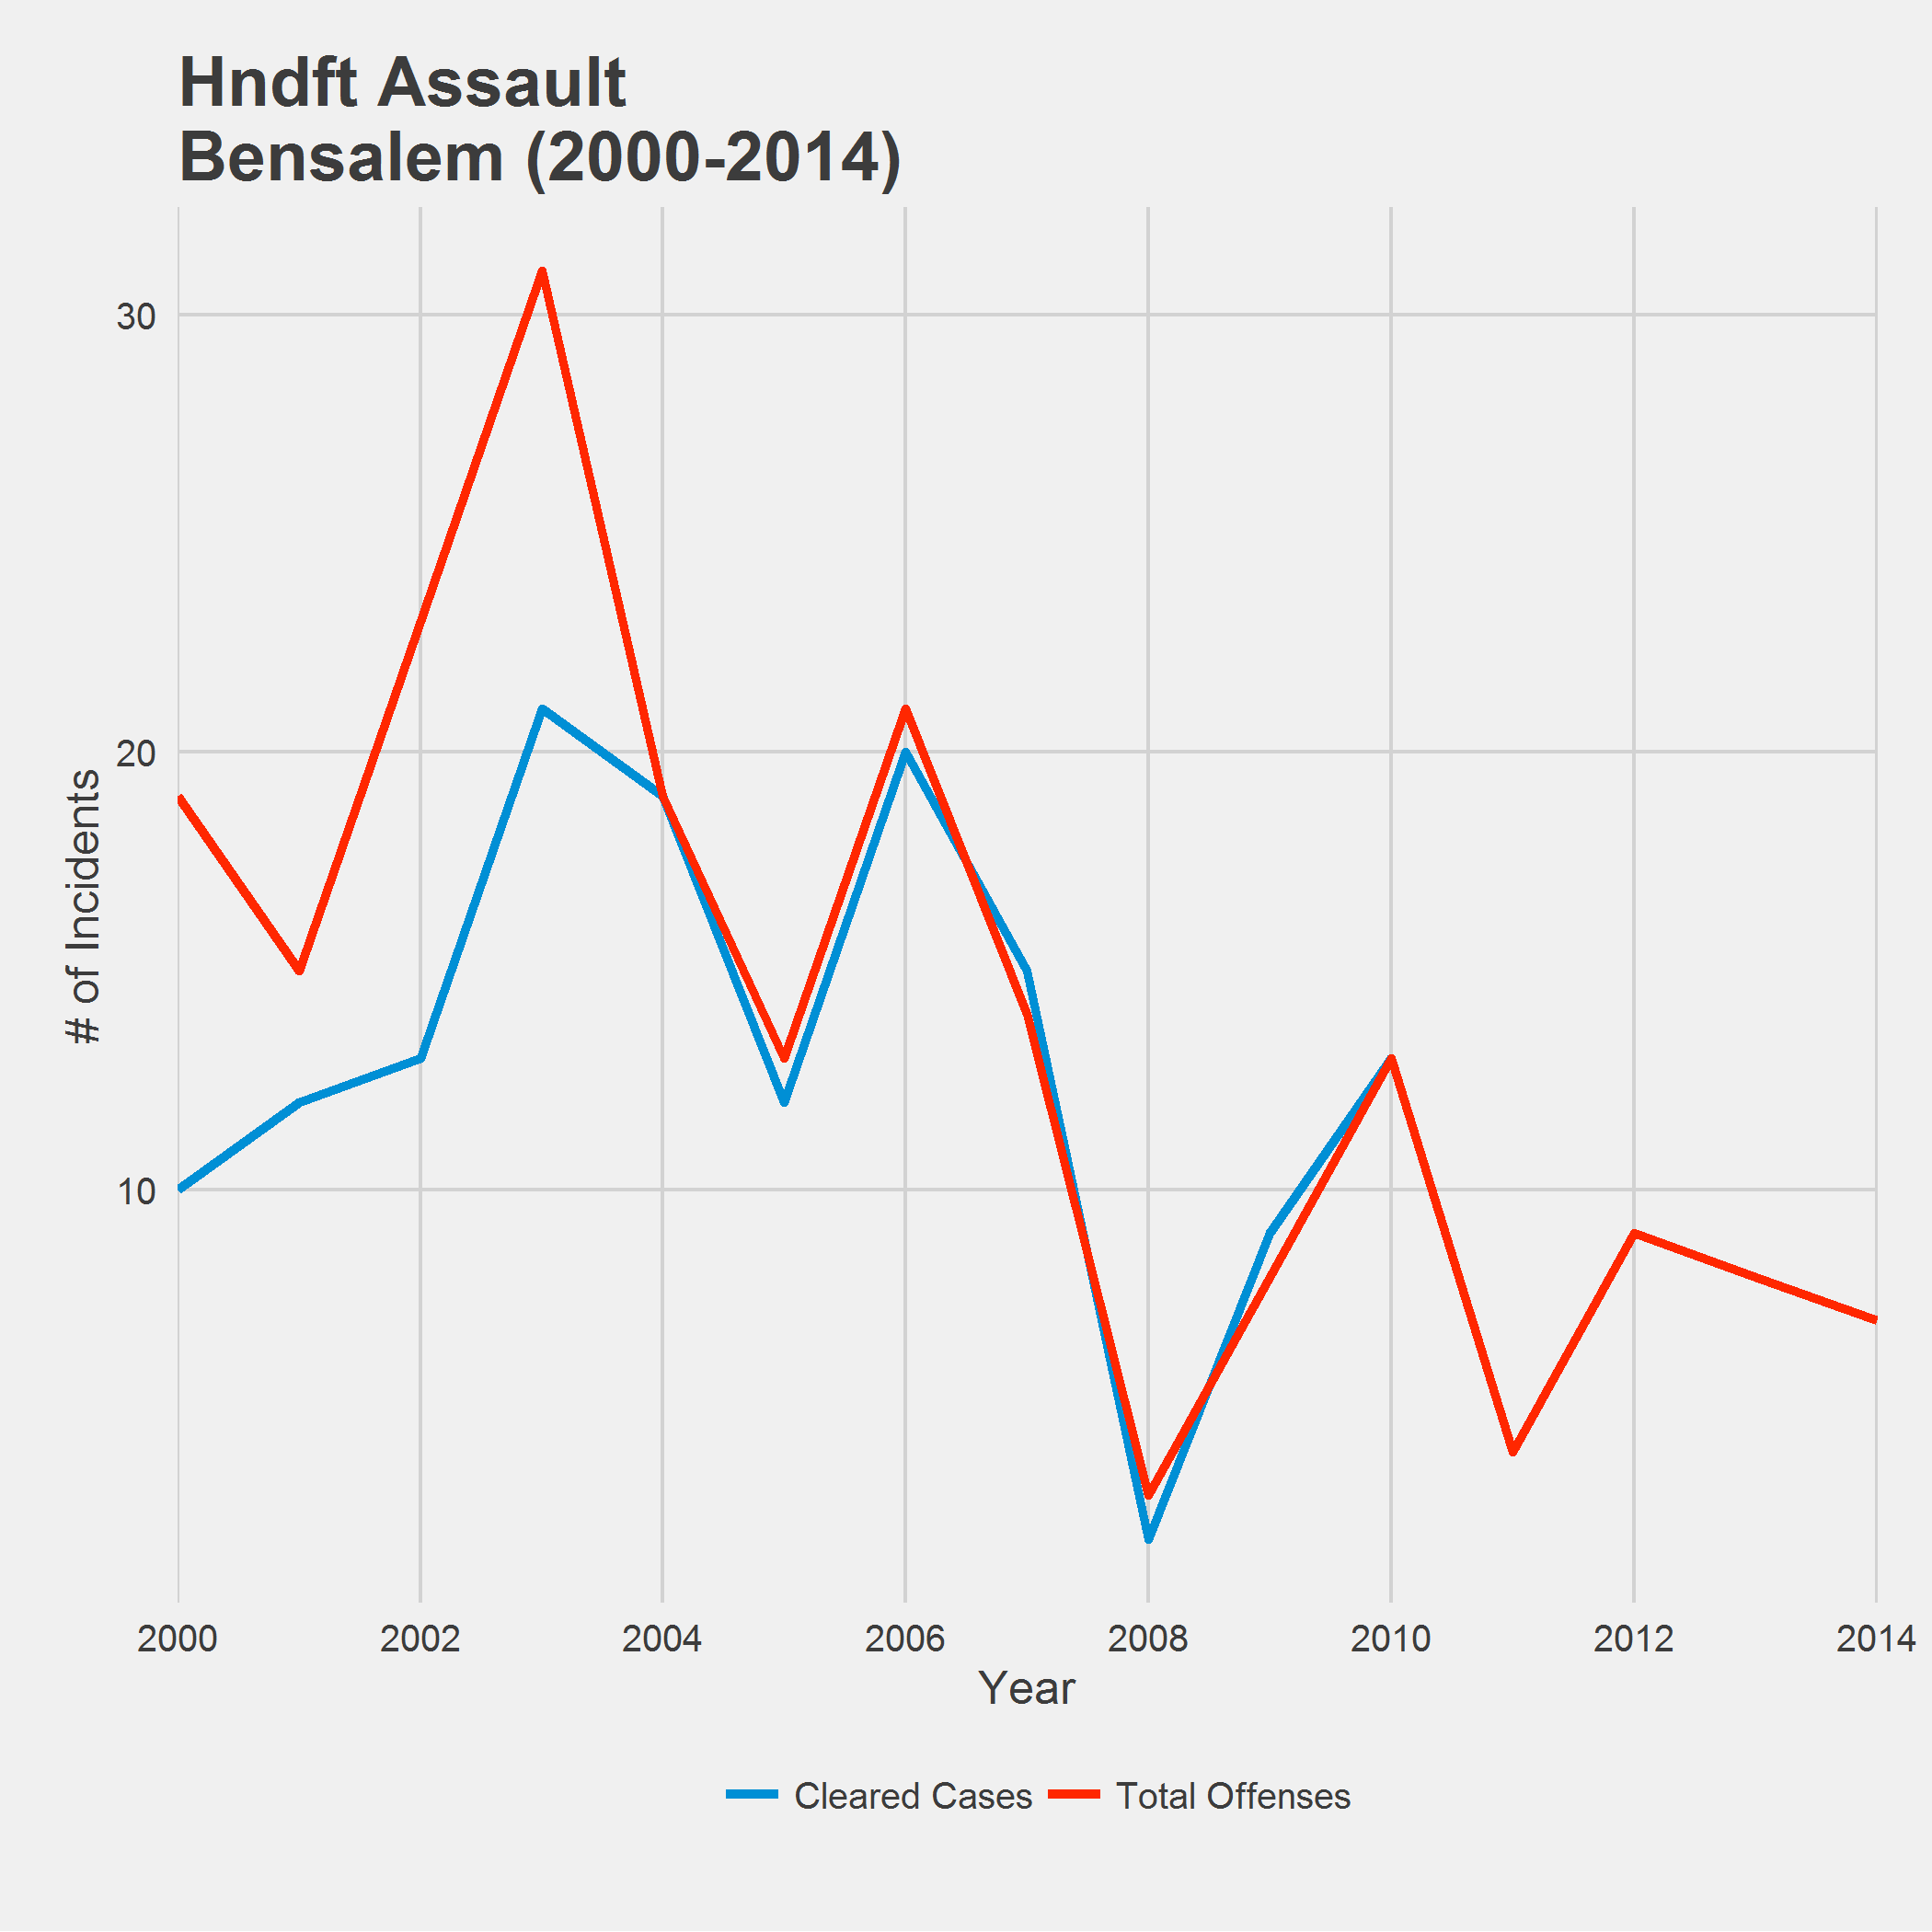 Hndft Assault
Bensalem (2000-2014)
30
20
10
# of Incidents
2000 2002 2004 2006 2008 2010 2012 2014
Year
Cleared Cases Total Offenses